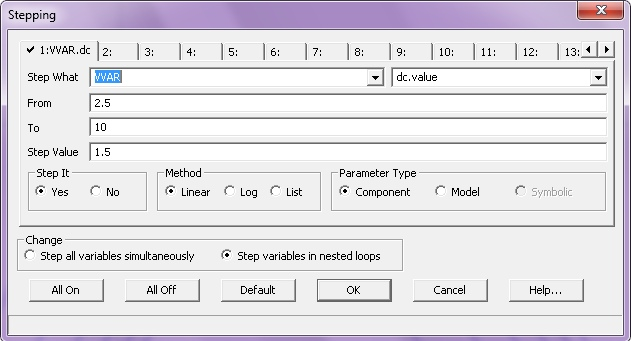 Stepping
✓ 1:VVAR.dc 2: 3: 4: 5: 6: 7: 8: 9: 10: 11: 12: 13:
Step What VVAR dc.value
From 2.5
To 10
Step Value 1.5
Step It Method Parameter Type
Yes No Linear Log List Component Model Symbolic
Change
Step all variables simultaneously Step variables in nested loops
All On All Off Default OK Cancel Help...